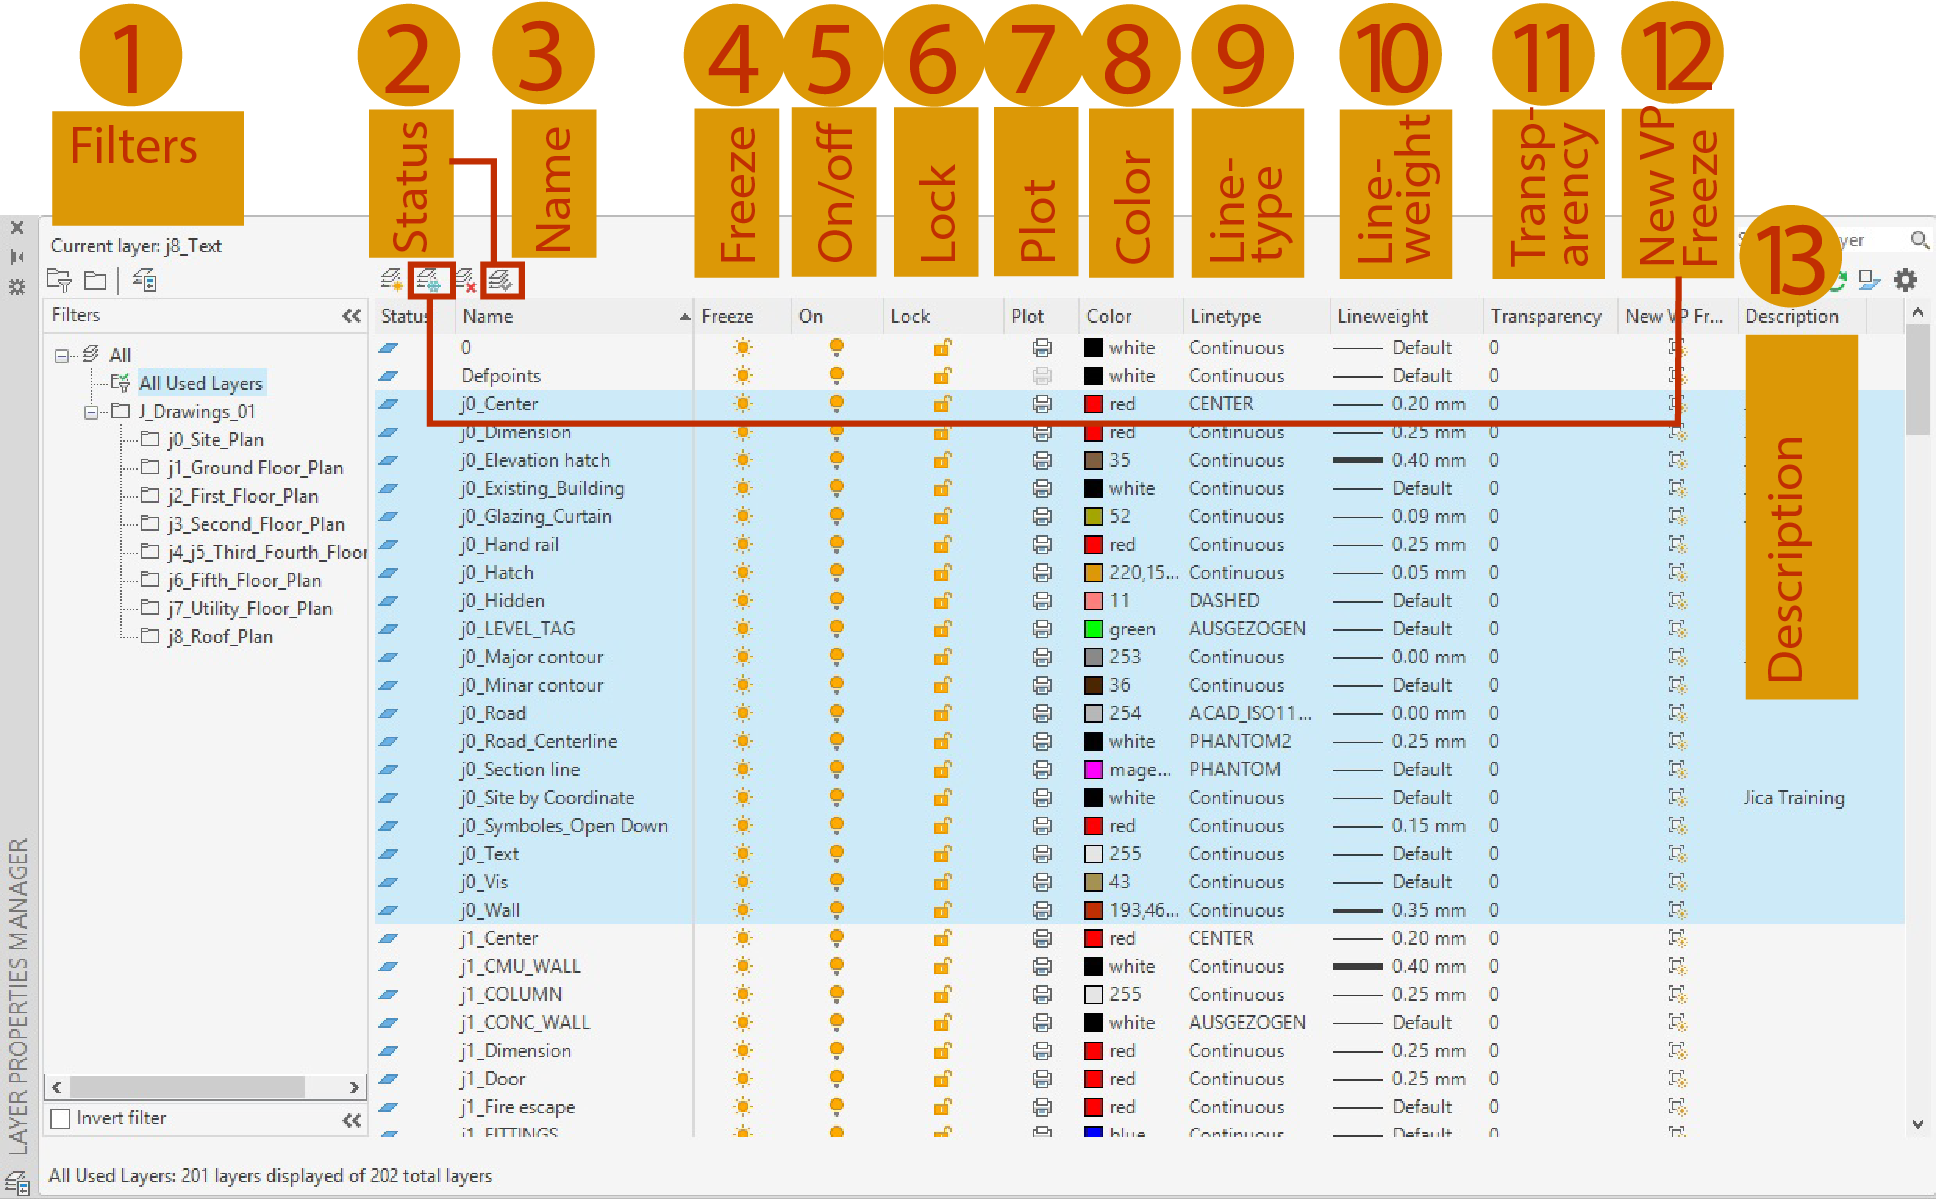 1 2 3 4 5 6 7 8 9 10 11 12
Filters
Status
Name
Freeze
On/off
Lock
Plot
Color
Line-
type
Line-
weight
Transp-
arency
New VP
Freeze
13
Description
Current layer: j8_Text
Filters
All
All Used Layers
J_Drawings_01
j0_Site_Plan
j1_Ground Floor_Plan
j2_First_Floor_Plan
j3_Second_Floor_Plan
j4_j5_Third_Fourth_Floor
j6_Fifth_Floor_Plan
j7_Utility_Floor_Plan
j8_Roof_Plan
Invert filter
Status Name Freeze On Lock Plot Color Linetype Lineweight Transparency New VP Fr... Description
0 white Continuous Default 0
Defpoints white Continuous Default 0
j0_Center red CENTER 0.20 mm 0
j0_Dimension red Continuous 0.25 mm 0
j0_Elevation hatch 35 Continuous 0.40 mm 0
j0_Existing_Building white Continuous Default 0
j0_Glazing_Curtain 52 Continuous 0.09 mm 0
j0_Hand rail red Continuous 0.25 mm 0
j0_Hatch 220,15... Continuous 0.05 mm 0
j0_Hidden 11 DASHED Default 0
j0_LEVEL_TAG green AUSGEZOGEN Default 0
j0_Major contour 253 Continuous 0.00 mm 0
j0_Minar contour 36 Continuous Default 0
j0_Road 254 ACAD_ISO11... 0.00 mm 0
j0_Road_Centerline white PHANTOM2 0.25 mm 0
j0_Section line mage... PHANTOM Default 0
j0_Site by Coordinate white Continuous Default 0 Jica Training
j0_Symboles_Open Down red Continuous 0.15 mm 0
j0_Text 255 Continuous Default 0
j0_Vis 43 Continuous Default 0
j0_Wall 193,46... Continuous 0.35 mm 0
j1_Center red CENTER 0.20 mm 0
j1_CMU_WALL white Continuous 0.40 mm 0
j1_COLUMN 255 Continuous 0.25 mm 0
j1_CONC_WALL white AUSGEZOGEN Default 0
j1_Dimension red Continuous 0.25 mm 0
j1_Door red Continuous 0.25 mm 0
j1_Fire escape red Continuous Default 0
j1_FITTINGS blue Continuous Default 0
LAYER PROPERTIES MANAGER
All Used Layers: 201 layers displayed of 202 total layers